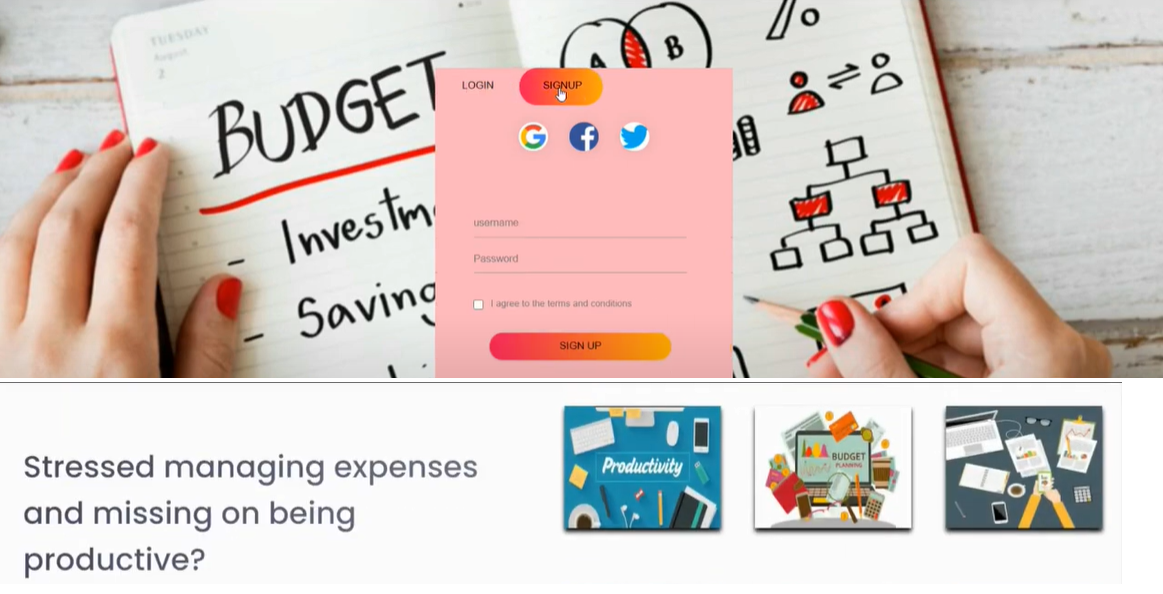 TUESDAY
August
2
BUDGET
A
B
- Investm
- Saving
LOGIN
SIGNUP
username
Password
I agree to the terms and conditions
SIGN UP
Stressed managing expenses
and missing on being
productive?
Productivity
BUDGET
PLANNING